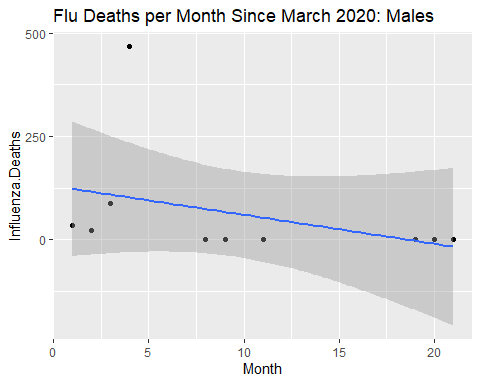 Flu Deaths per Month Since March 2020: Males
500
250
0
Influenza.Deaths
0 5 10 15 20
Month